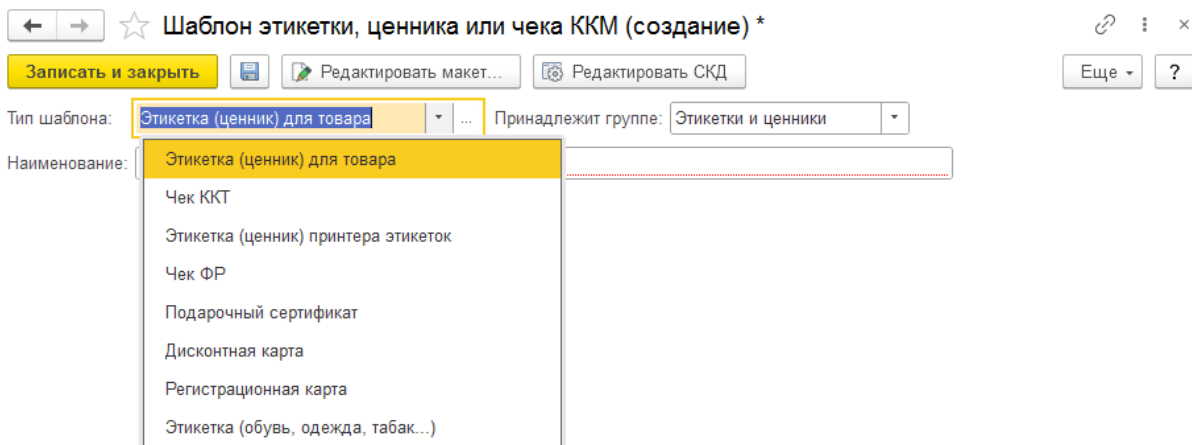 Шаблон этикетки, ценника или чека ККМ (создание) *
Записать и закрыть Редактировать макет... Редактировать СКД Еще ?
Тип шаблона: Этикетка (ценник) для товара ... Принадлежит группе: Этикетки и ценники
Наименование:
Этикетка (ценник) для товара
Чек ККТ
Этикетка (ценник) принтера этикеток
Чек ФР
Подарочный сертификат
Дисконтная карта
Регистрационная карта
Этикетка (обувь, одежда, табак...)